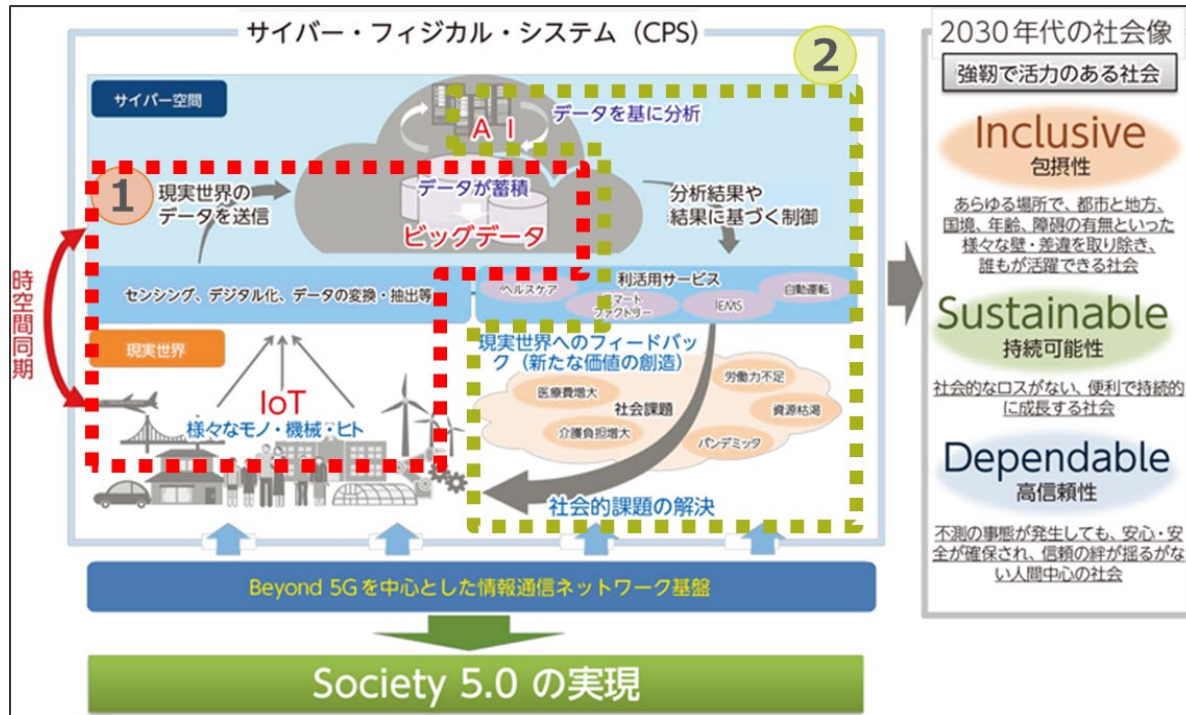 サイバー・フィジカル・システム（CPS）
2
サイバー空間
AI
データを基に分析
1
現実世界の
データを送信
データが蓄積
ビッグデータ
分析結果や
結果に基づく制御
時空間同期
センシング、デジタル化、データの変換・抽出等
利活用サービス
ヘルスケア
スマート
ファクトリー
IEMS
自動運転
現実世界
IoT
様々なモノ・機械・ヒト
現実世界へのフィードバッ
ク（新たな価値の創造）
医療費増大
労働力不足
社会課題
資源枯渇
介護負担増大
パンデミック
社会的課題の解決
Beyond 5Gを中心とした情報通信ネットワーク基盤
Society 5.0 の実現
2030年代の社会像
強靭で活力のある社会
Inclusive
包摂性
あらゆる場所で、都市と地方、
国境、年齢、障碍の有無といった
様々な壁・差違を取り除き、
誰もが活躍できる社会
Sustainable
持続可能性
社会的なロスがない、便利で持続的
に成長する社会
Dependable
高信頼性
不測の事態が発生しても、安心・安
全が確保され、信頼の絆が揺るがな
い人間中心の社会